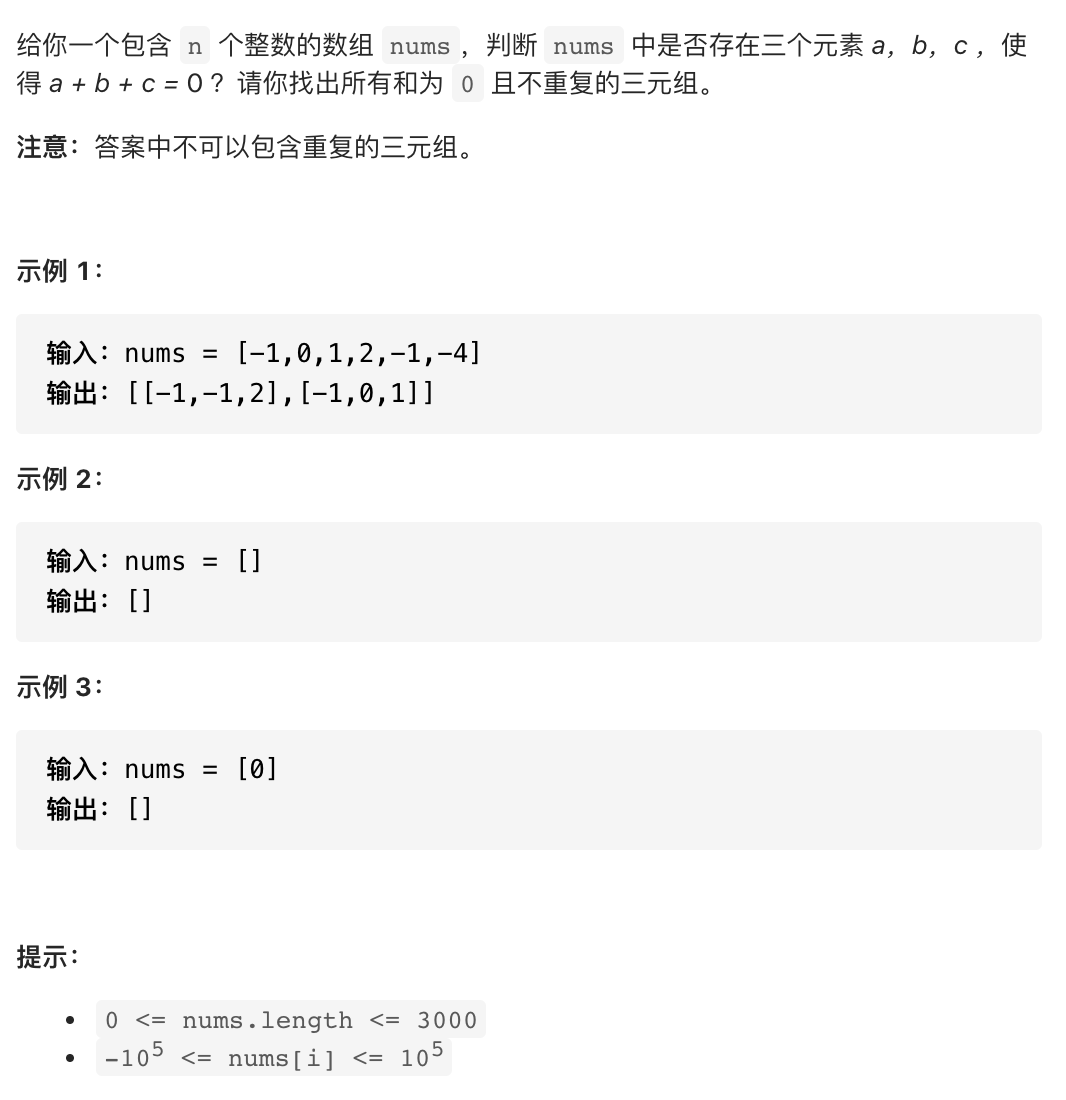 给你一个包含 n 个整数的数组 nums，判断 nums 中是否存在三个元素 a，b，c ，使
得 a + b + c = 0 ？请你找出所有和为 0 且不重复的三元组。
注意：答案中不可以包含重复的三元组。
示例 1：
输入：nums = [-1,0,1,2,-1,-4]
输出：[[-1,-1,2],[-1,0,1]]
示例 2：
输入：nums = []
输出：[]
示例 3：
输入：nums = [0]
输出：[]
提示：
• 0 <= nums.length <= 3000
• -10⁵ <= nums[i] <= 10⁵